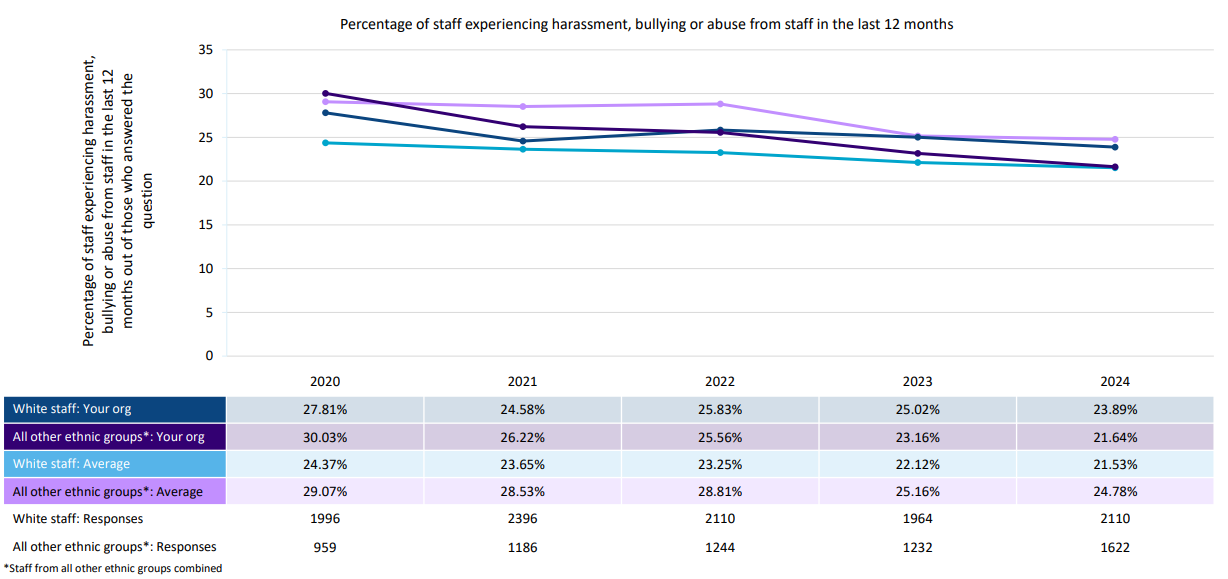 Percentage of staff experiencing harassment, bullying or abuse from staff in the last 12 months
Percentage of staff experiencing harassment,
bullying or abuse from staff in the last 12
months out of those who answered the
question
35
30
25
20
15
10
5
0
2020 2021 2022 2023 2024
White staff: Your org 27.81% 24.58% 25.83% 25.02% 23.89%
All other ethnic groups*: Your org 30.03% 26.22% 25.56% 23.16% 21.64%
White staff: Average 24.37% 23.65% 23.25% 22.12% 21.53%
All other ethnic groups*: Average 29.07% 28.53% 28.81% 25.16% 24.78%
White staff: Responses 1996 2396 2110 1964 2110
All other ethnic groups*: Responses 959 1186 1244 1232 1622
*Staff from all other ethnic groups combined